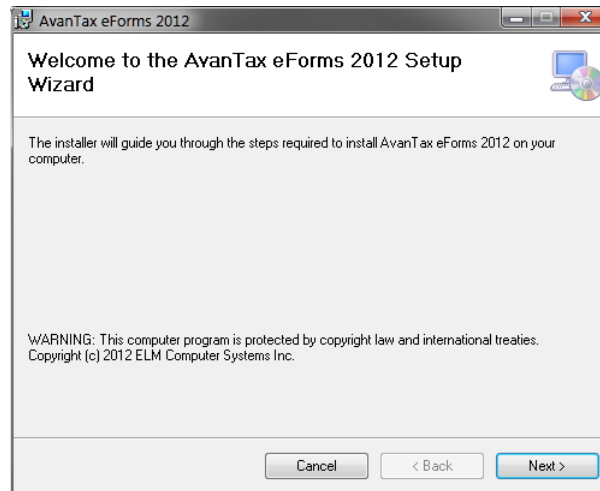 AvanTax eForms 2012
Welcome to the AvanTax eForms 2012 Setup
Wizard
The installer will guide you through the steps required to install AvanTax eForms 2012 on your
computer.
WARNING: This computer program is protected by copyright law and international treaties.
Copyright (c) 2012 ELM Computer Systems Inc.
Cancel
< Back
Next >